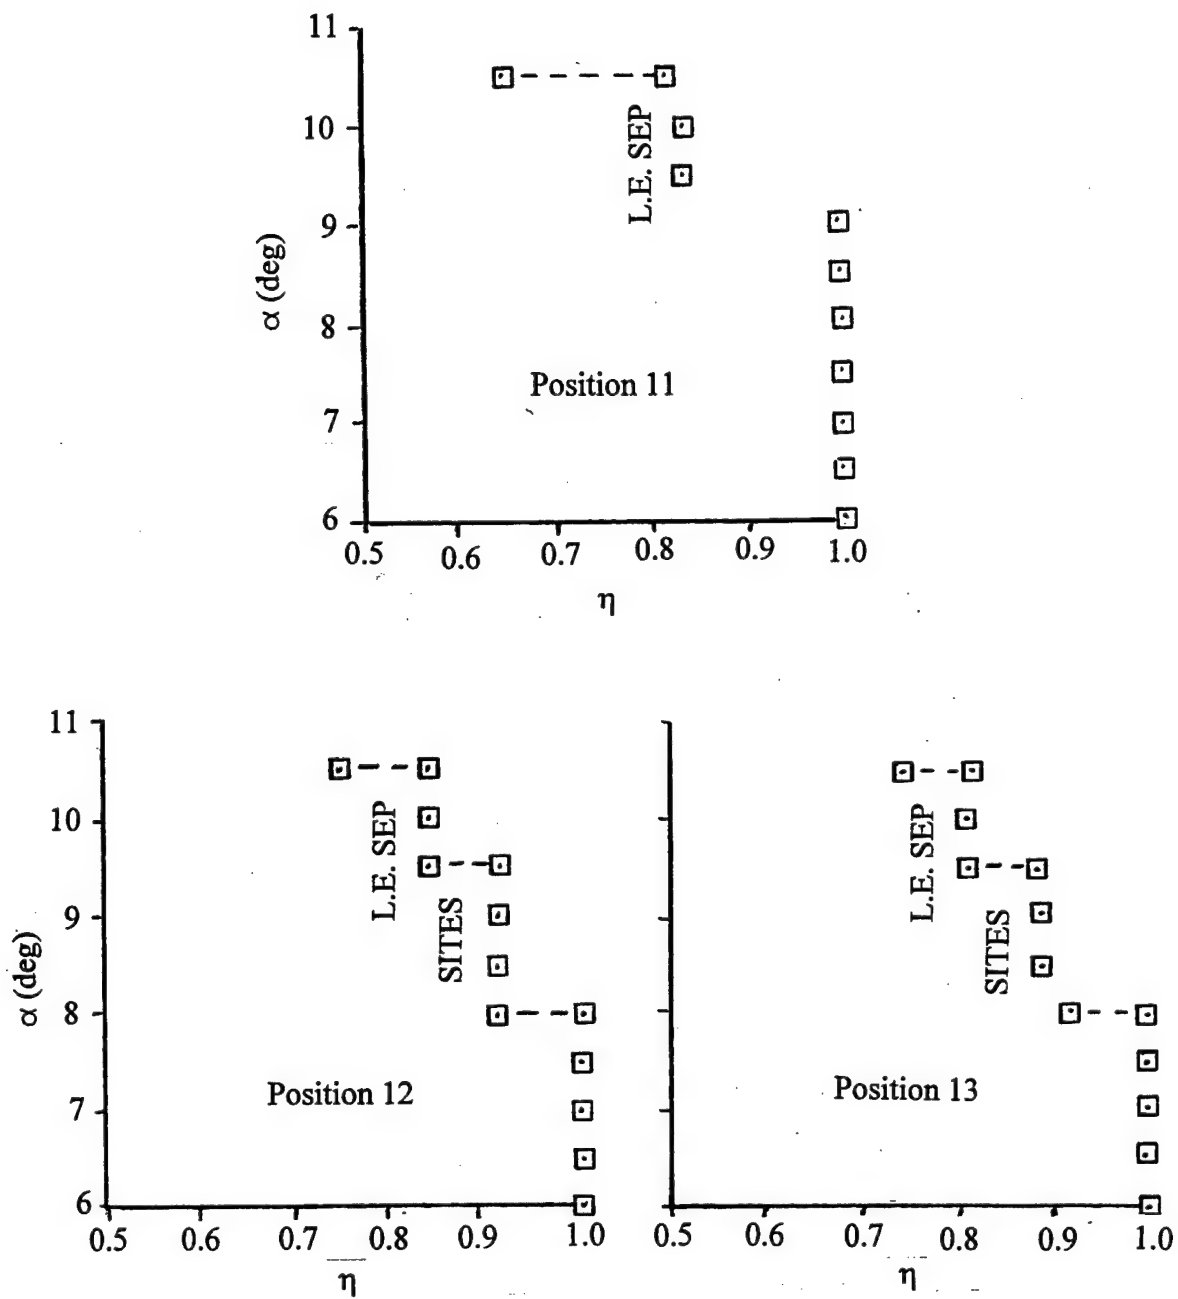 11
10
9
8
7
6
α (deg)
L.E. SEP
Position 11
0.5 0.6 0.7 0.8 0.9 1.0
η
11
10
9
8
7
6
α (deg)
L.E. SEP
SITES
Position 12
0.5 0.6 0.7 0.8 0.9 1.0
η
L.E. SEP
SITES
Position 13
0.5 0.6 0.7 0.8 0.9 1.0
η